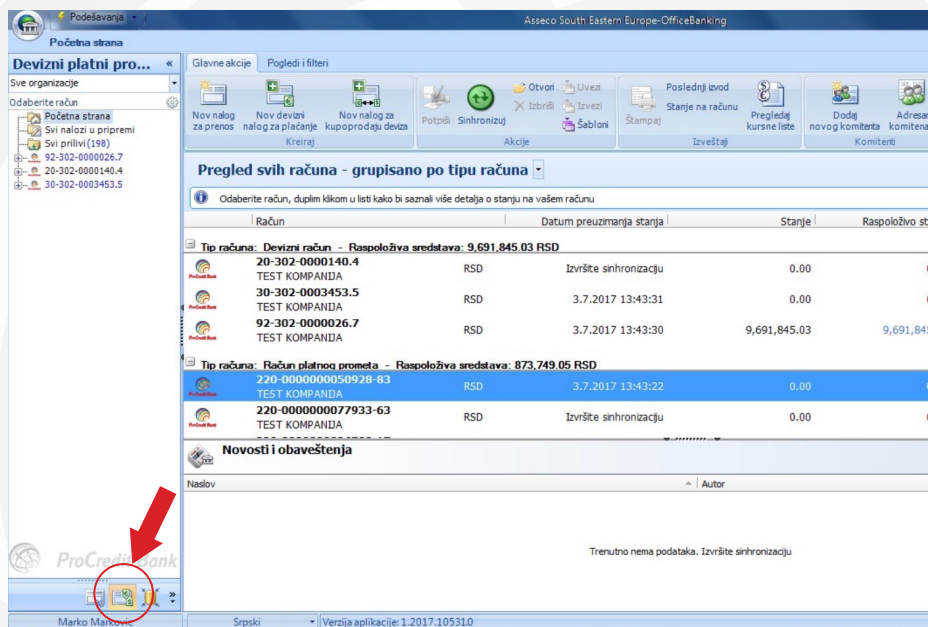 Podešavanja
Asseco South Eastern Europe-OfficeBanking
Početna strana
Devizni platni pro... «
Sve organizacije
Odaberite račun
Početna strana
Svi nalozi u pripremi
Svi prilivi(198)
92-302-0000026.7
20-302-0000140.4
30-302-0003453.5
Glavne akcije Pogledi i filteri
Nov nalog za prenos
Nov devizni nalog za plaćanje
Nov nalog za kupoprodaju deviza
Kreiraj
Potpiši Sinhronizuj
Otvori Uvezi
Izbriši Izvezi
Šabloni
Akcije
Štampaj
Poslednji izvod
Stanje na računu
Pregledaj kursne liste
Izveštaji
Dodaj novog komitenta
Komitenti
Pregled svih računa - grupisano po tipu računa
Odaberite račun, duplim klikom u listi kako bi saznali više detalja o stanju na vašem računu
Račun Datum preuzimanja stanja Stanje Raspoloživo st
Tip računa: Devizni račun - Raspoloživa sredstava: 9,691,845.03 RSD
20-302-0000140.4
TEST KOMPANIJA RSD Izvršite sinhronizaciju 0.00
30-302-0003453.5
TEST KOMPANIJA RSD 3.7.2017 13:43:31 0.00
92-302-0000026.7
TEST KOMPANIJA RSD 3.7.2017 13:43:30 9,691,845.03 9,691,84
Tip računa: Račun platnog prometa - Raspoloživa sredstava: 873,749.05 RSD
220-0000000050928-83
TEST KOMPANIJA RSD 3.7.2017 13:43:22 0.00
220-0000000077933-63
TEST KOMPANIJA RSD Izvršite sinhronizaciju 0.00
Novosti i obaveštenja
Naslov Autor
Trenutno nema podataka. Izvršite sinhronizaciju
ProCredit Bank
Marko Marković Srpski Verzija aplikacije: 1.2017.10531.0